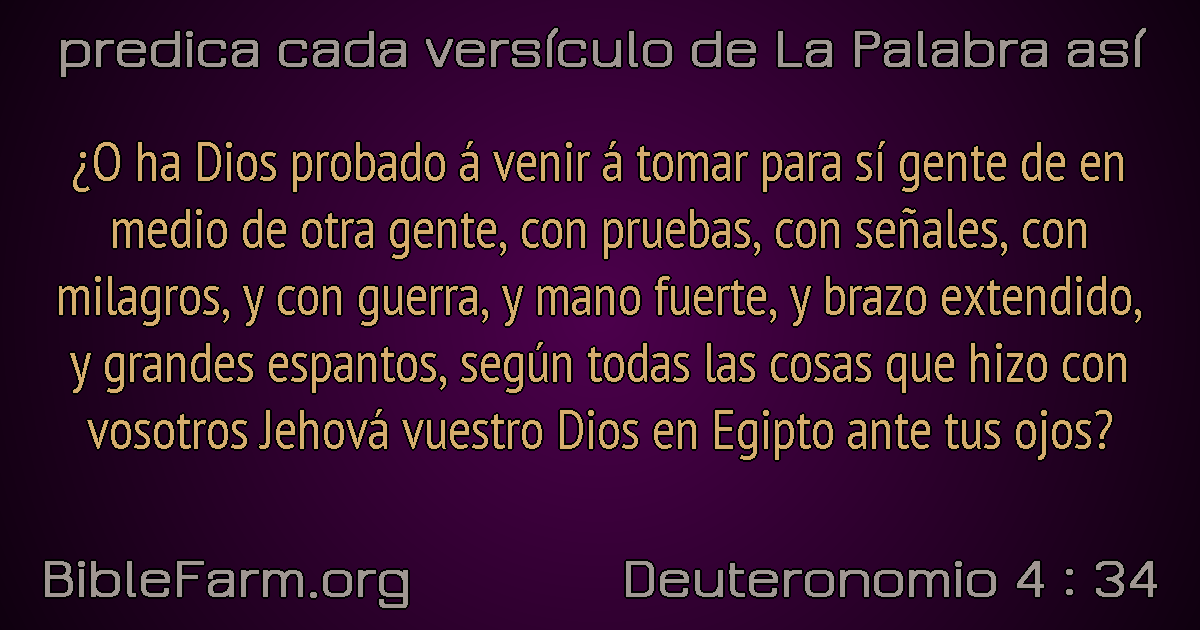 predica cada versículo de La Palabra así
¿O ha Dios probado á venir á tomar para sí gente de en
medio de otra gente, con pruebas, con señales, con
milagros, y con guerra, y mano fuerte, y brazo extendido,
y grandes espantos, según todas las cosas que hizo con
vosotros Jehová vuestro Dios en Egipto ante tus ojos?
BibleFarm.org
Deuteronomio 4 : 34